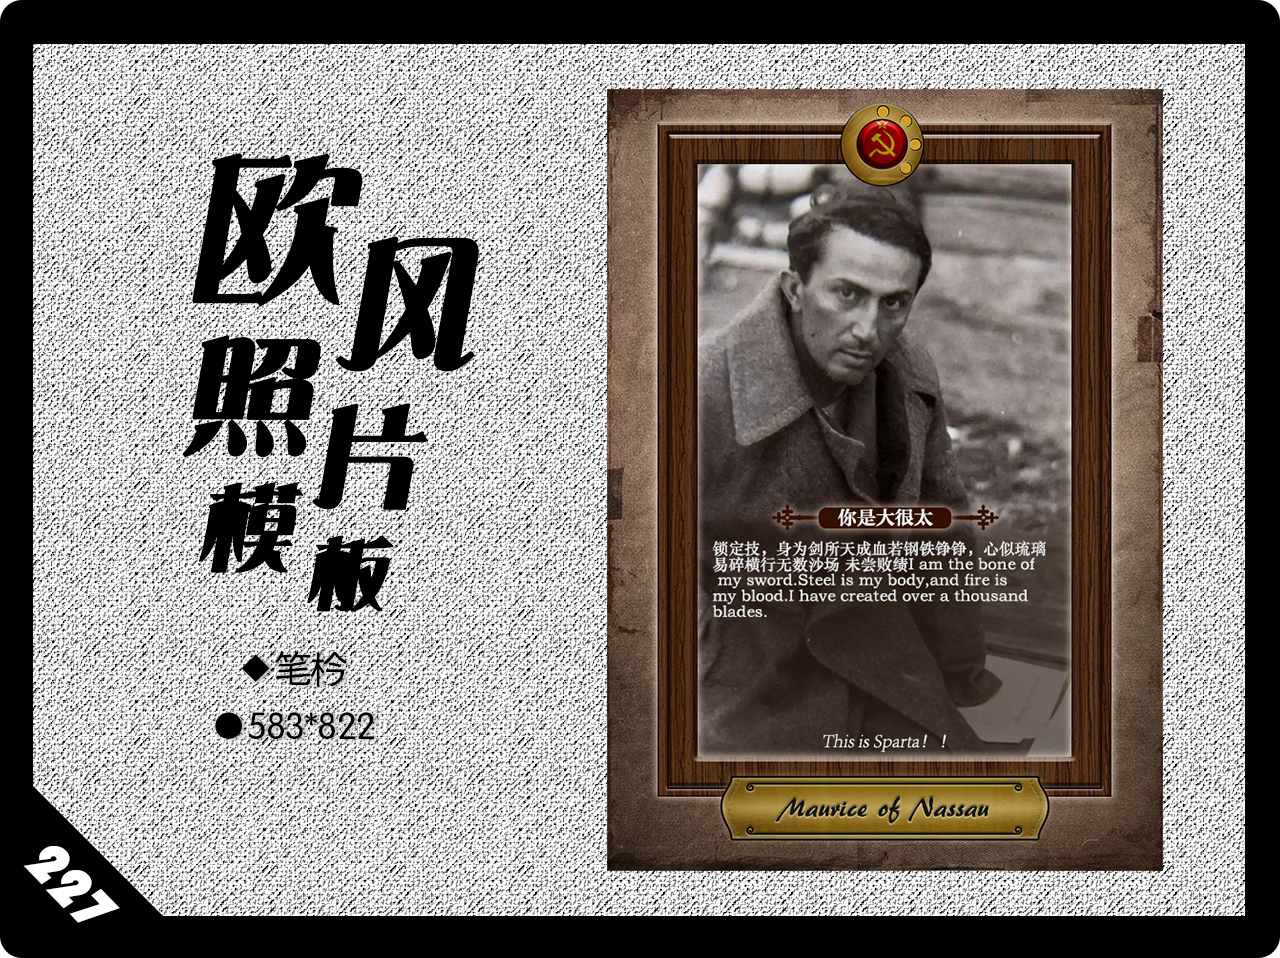 欧风
照片
模板
◆笔枔
●583*822
227
你是大很太
锁定技，身为剑所天成血若钢铁铮铮，心似琉璃
易碎横行无数沙场 未尝败绩I am the bone of
my sword.Steel is my body,and fire is
my blood.I have created over a thousand
blades.
This is Sparta！！
Maurice of Nassau